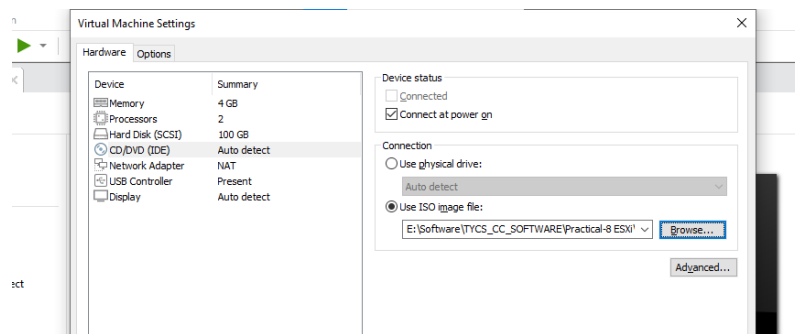 Virtual Machine Settings
Hardware Options
Device Summary
Memory 4 GB
Processors 2
Hard Disk (SCSI) 100 GB
CD/DVD (IDE) Auto detect
Network Adapter NAT
USB Controller Present
Display Auto detect
Device status
Connected
Connect at power on
Connection
Use physical drive:
Auto detect
Use ISO image file:
E:\Software\TYCS_CC_SOFTWARE\Practical-8 ESXi\
Browse...
Advanced...
ect